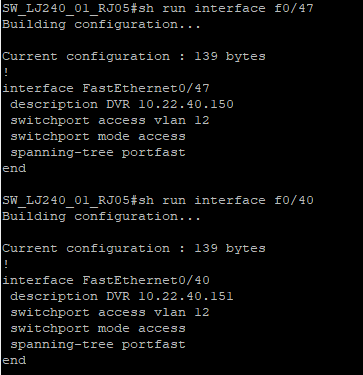 SW_LJ240_01_RJ05#sh run interface f0/47
Building configuration...

Current configuration : 139 bytes
!
interface FastEthernet0/47
 description DVR 10.22.40.150
 switchport access vlan 12
 switchport mode access
 spanning-tree portfast
end

SW_LJ240_01_RJ05#sh run interface f0/40
Building configuration...

Current configuration : 139 bytes
!
interface FastEthernet0/40
 description DVR 10.22.40.151
 switchport access vlan 12
 switchport mode access
 spanning-tree portfast
end